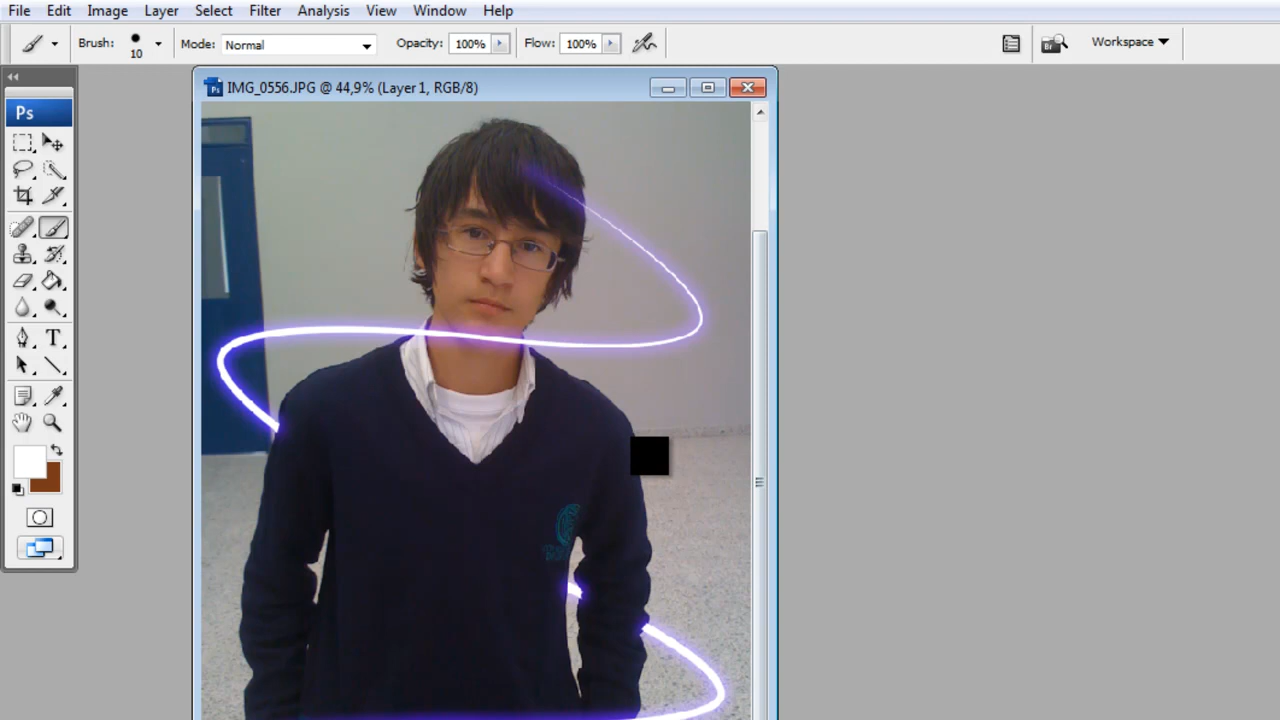 File Edit Image Layer Select Filter Analysis View Window Help
Brush: 10 Mode: Normal Opacity: 100% Flow: 100% Br Workspace
IMG_0556.JPG @ 44,9% (Layer 1, RGB/8)
Ps
T